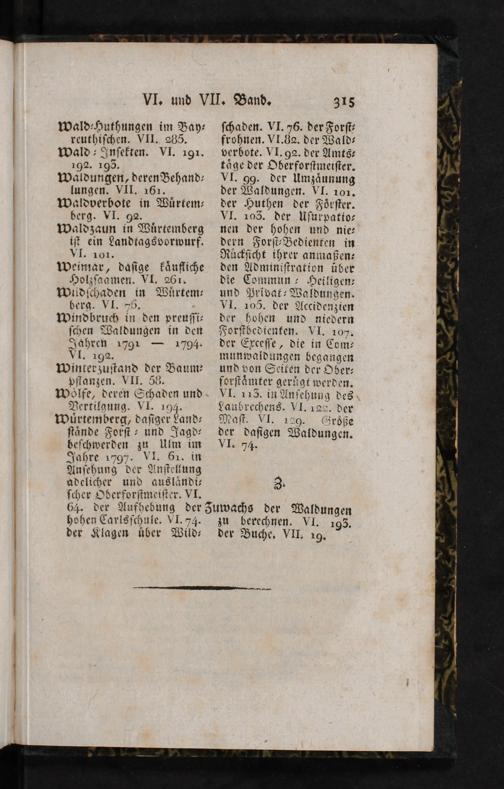 VI. und VII. Band. 315
Wald-Huthungen im Bay-
reuthischen. VII. 285.
Wald-Insekten. VI. 191.
192. 193.
Waldungen, deren Behand-
lungen. VII. 161.
Waldverbote in Würtem-
berg. VI. 92.
Waldzaun in Würtemberg
ist ein Landtagsvorwurf.
VI. 101.
Weimar, dasige käufliche
Holzsaamen. VI. 261.
Wildschaden in Würtem-
berg. VI. 76.
Windbruch in den preussi-
schen Waldungen in den
Jahren 1791 — 1794.
VI. 192.
Winterzustand der Baum-
pflanzen. VII. 58.
Wölfe, deren Schaden und
Vertilgung. VI. 194.
Würtemberg, dasiger Land-
stände Forst- und Jagd-
beschwerden zu Ulm im
Jahre 1797. VI. 61. in
Ansehung der Anstellung
adelicher und ausländi-
scher Oberforstmeister. VI.
64. der Aufhebung der
hohen Carlsschule. VI. 74.
der Klagen über Wild-
schaden. VI. 76. der Forst-
frohnen. VI. 82. der Wald-
verbote. VI. 92. der Amts-
täge der Oberforstmeister.
VI. 99. der Umzäunung
der Waldungen. VI. 101.
der Huthen der Förster.
VI. 103. der Usurpatio-
nen der hohen und nie-
dern Forst-Bedienten in
Rücksicht ihrer anmaßen-
den Administration über
die Commun- Heiligen-
und Privat-Waldungen.
VI. 105. der Accidenzien
der hohen und niedern
Forstbedienten. VI. 107.
der Excesse, die in Com-
munwaldungen begangen
und von Seiten der Ober-
forstämter gerügt werden.
VI. 113. in Ansehung des
Laubrechens. VI. 122. der
Mast. VI. 129. Größe
der dasigen Waldungen.
VI. 74.
Z.
Zuwachs der Waldungen
zu berechnen. VI. 193.
der Buche. VII. 19.